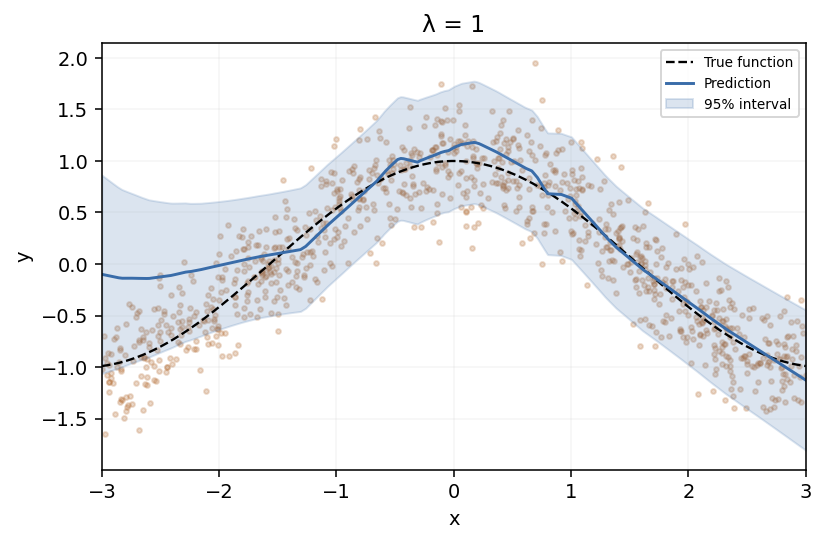 λ = 1
2.0
1.5
1.0
0.5
0.0
−0.5
−1.0
−1.5
y
True function
Prediction
95% interval
−3 −2 −1 0 1 2 3
x